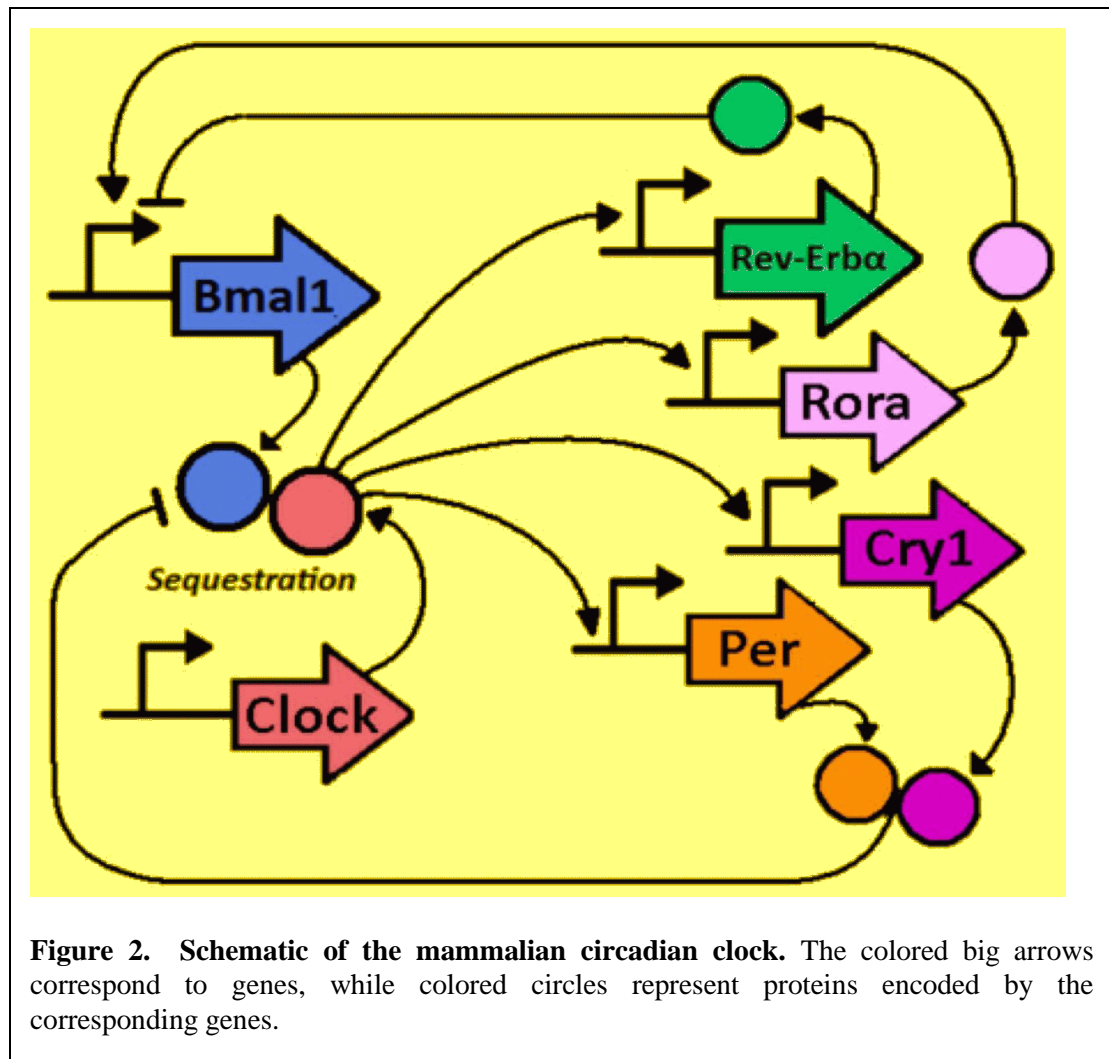 Bmal1
Rev-Erbα
Rora
Cry1
Sequestration
Per
Clock
Figure 2. Schematic of the mammalian circadian clock. The colored big arrows
correspond to genes, while colored circles represent proteins encoded by the
corresponding genes.